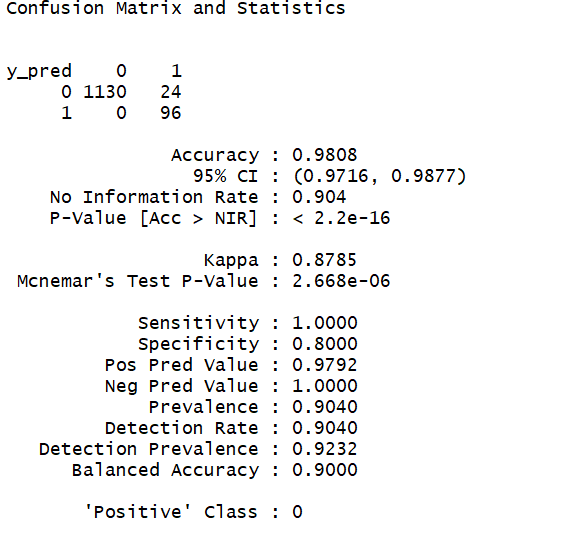 Confusion Matrix and Statistics
y_pred 0 1
0 1130 24
1 0 96
Accuracy : 0.9808
95% CI : (0.9716, 0.9877)
No Information Rate : 0.904
P-Value [Acc > NIR] : < 2.2e-16
Kappa : 0.8785
Mcnemar's Test P-Value : 2.668e-06
Sensitivity : 1.0000
Specificity : 0.8000
Pos Pred Value : 0.9792
Neg Pred Value : 1.0000
Prevalence : 0.9040
Detection Rate : 0.9040
Detection Prevalence : 0.9232
Balanced Accuracy : 0.9000
'Positive' Class : 0